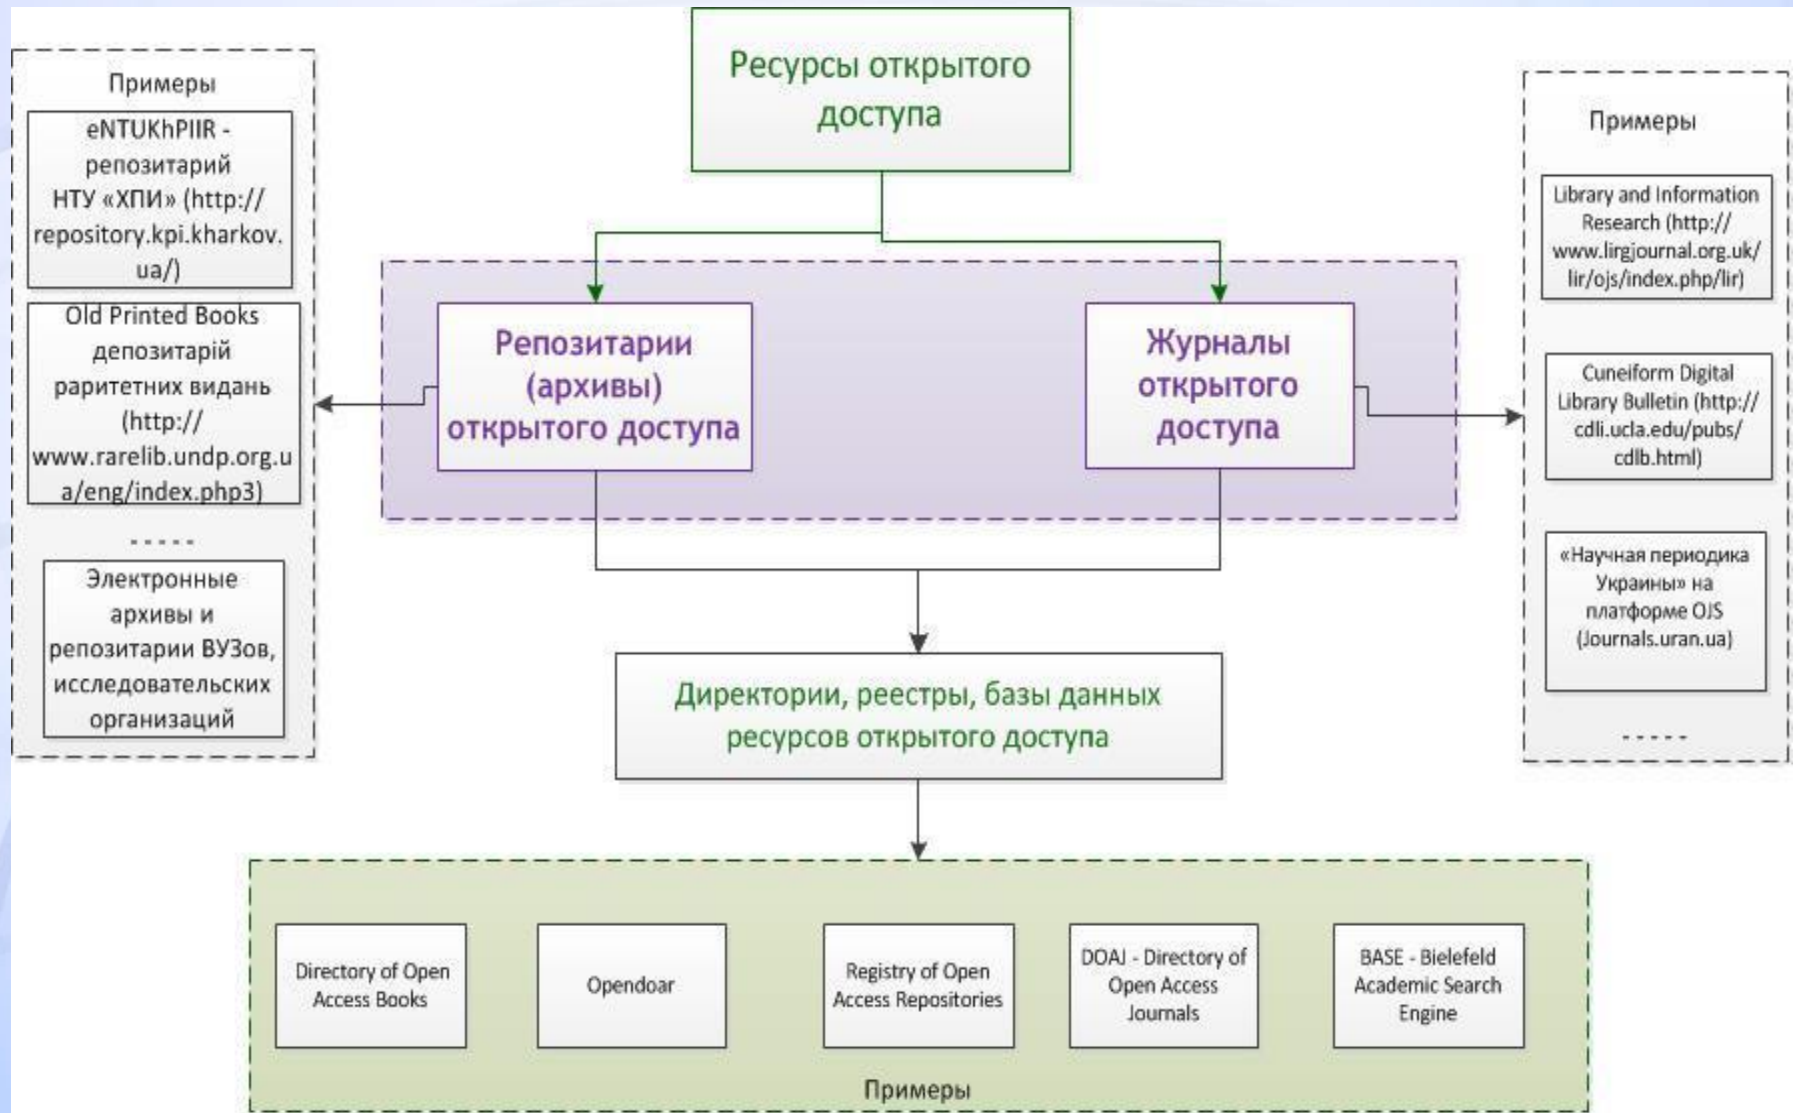 Ресурсы открытого
доступа
Примеры
eNTUKhPIIR -
репозитарий
НТУ «ХПИ» (http://
repository.kpi.kharkov.
ua/)
Old Printed Books
депозитарій
раритетних видань
(http://
www.rarelib.undp.org.u
a/eng/index.php3)
- - - - -
Электронные
архивы и
репозитарии ВУЗов,
исследовательских
организаций
Репозитарии
(архивы)
открытого доступа
Журналы
открытого
доступа
Примеры
Library and Information
Research (http://
www.lirgjournal.org.uk/
lir/ojs/index.php/lir)
Cuneiform Digital
Library Bulletin (http://
cdli.ucla.edu/pubs/
cdlb.html)
«Научная периодика
Украины» на
платформе OJS
(Journals.uran.ua)
- - - - -
Директории, реестры, базы данных
ресурсов открытого доступа
Directory of Open
Access Books
Opendoar
Registry of Open
Access Repositories
DOAJ - Directory of
Open Access
Journals
BASE - Bielefeld
Academic Search
Engine
Примеры